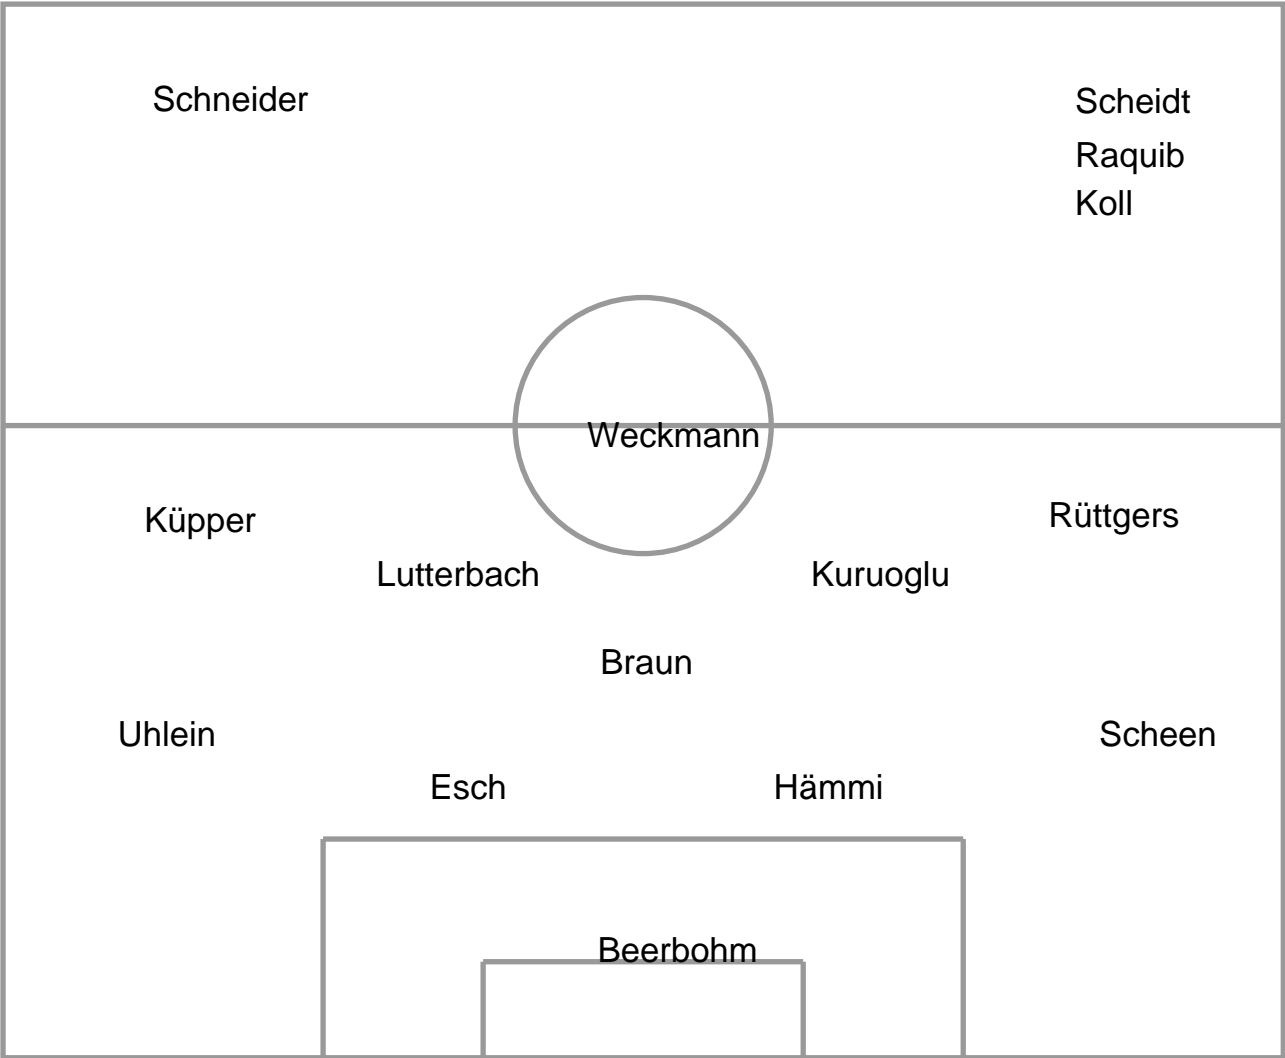 Schneider
Scheidt
Raquib
Koll
Weckmann
Küpper
Rüttgers
Lutterbach
Kuruoglu
Braun
Uhlein
Scheen
Esch
Hämmi
Beerbohm